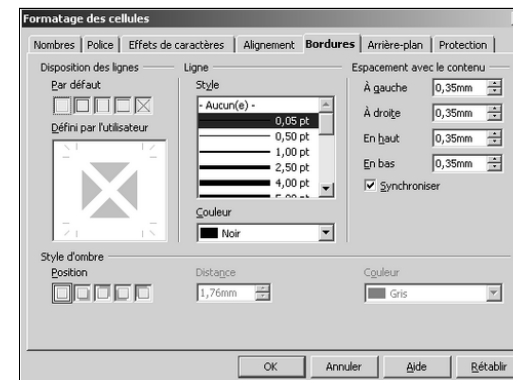 Formatage des cellules
Nombres Police Effets de caractères Alignement Bordures Arrière-plan Protection
Disposition des lignes
Par défaut
Défini par l'utilisateur
Ligne
Style
- Aucun(e) -
0,05 pt
0,50 pt
1,00 pt
2,50 pt
4,00 pt
Couleur
Noir
Espacement avec le contenu
À gauche 0,35mm
À droite 0,35mm
En haut 0,35mm
En bas 0,35mm
Synchroniser
Style d'ombre
Position
Distance
1,76mm
Couleur
Gris
OK Annuler Aide Rétablir